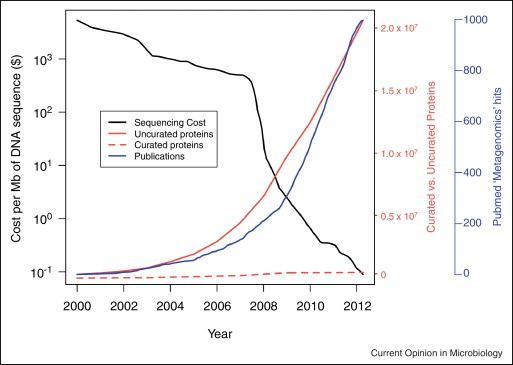 Cost per Mb of DNA sequence ($)
10³
10²
10¹
10⁰
10⁻¹
Sequencing Cost
Uncurated proteins
Curated proteins
Publications
2000 2002 2004 2006 2008 2010 2012
Year
2.0 x 10⁷
1.5 x 10⁷
0.5 x 10⁷
0.5 x 10⁷
0
Curated vs. Uncurated Proteins
1000
800
600
400
200
0
Pubmed 'Metagenomics' hits
Current Opinion in Microbiology